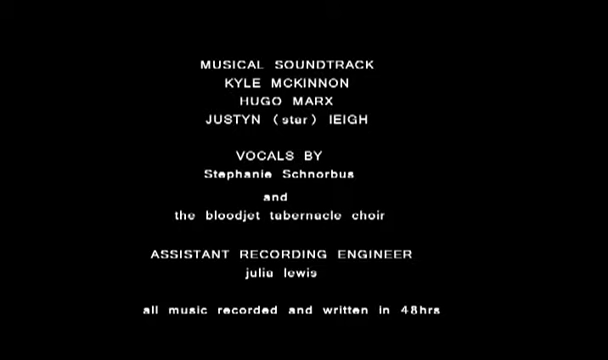 MUSICAL SOUNDTRACK
KYLE MCKINNON
HUGO MARX
JUSTYN (star) IEIGH
VOCALS BY
Stephanie Schnorbus
and
the bloodjet tabernacle choir
ASSISTANT RECORDING ENGINEER
julia lewis
all music recorded and written in 48hrs